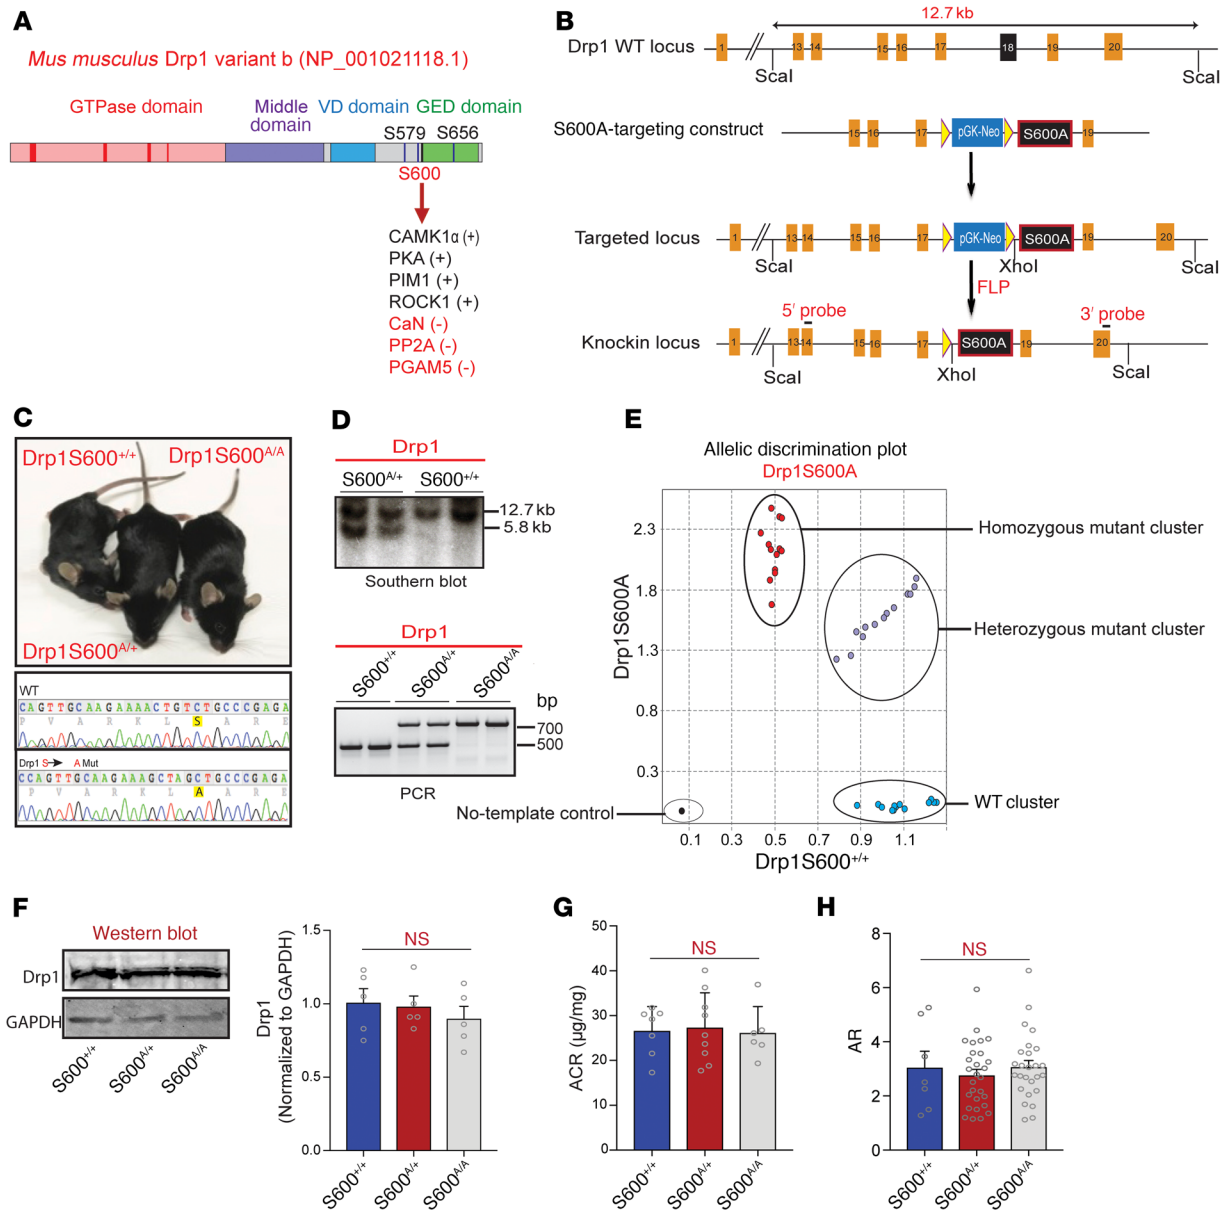 A
Mus musculus Drp1 variant b (NP_001021118.1)
GTPase domain
Middle domain
VD domain
GED domain
S579
S656
S600
CAMK1α (+)
PKA (+)
PIM1 (+)
ROCK1 (+)
CaN (-)
PP2A (-)
PGAM5 (-)
B
12.7 kb
Drp1 WT locus
1 13 14 15 16 17 18 19 20
ScaI ScaI
S600A-targeting construct
15 16 17 pGK-Neo S600A 19
Targeted locus
1 13 14 15 16 17 pGK-Neo S600A 19 20
ScaI XhoI ScaI
FLP
5′ probe 3′ probe
Knockin locus
1 13 14 15 16 S600A 19 20
ScaI XhoI ScaI
C
Drp1S600+/+ Drp1S600A/A
Drp1S600A/+
WT
CAGTTGCAAGAAAACTGTCTGCCCGAGA
P V A R K L S A R E
Drp1 S A Mut
CCAGTTGCAAGAAAGCTAGCTGCCCGAGA
P V A R K L A A R E
D
Drp1
S600A/+ S600+/+
12.7 kb
5.8 kb
Southern blot
Drp1
S600+/+ S600A/+ S600A/A
bp
700
500
PCR
E
Allelic discrimination plot
Drp1S600A
2.3
1.8
1.3
0.8
0.3
Drp1S600A
Homozygous mutant cluster
Heterozygous mutant cluster
WT cluster
No-template control
0.1 0.3 0.5 0.7 0.9 1.1
Drp1S600+/+
F
Western blot
Drp1
GAPDH
S600+/+ S600A/+ S600A/A
Drp1
(Normalized to GAPDH)
1.5
1.0
0.5
0.0
NS
S600+/+ S600A/+ S600A/A
G
ACR (µg/mg)
50
40
30
20
10
0
NS
S600+/+ S600A/+ S600A/A
H
AR
8
6
4
2
0
NS
S600+/+ S600A/+ S600A/A